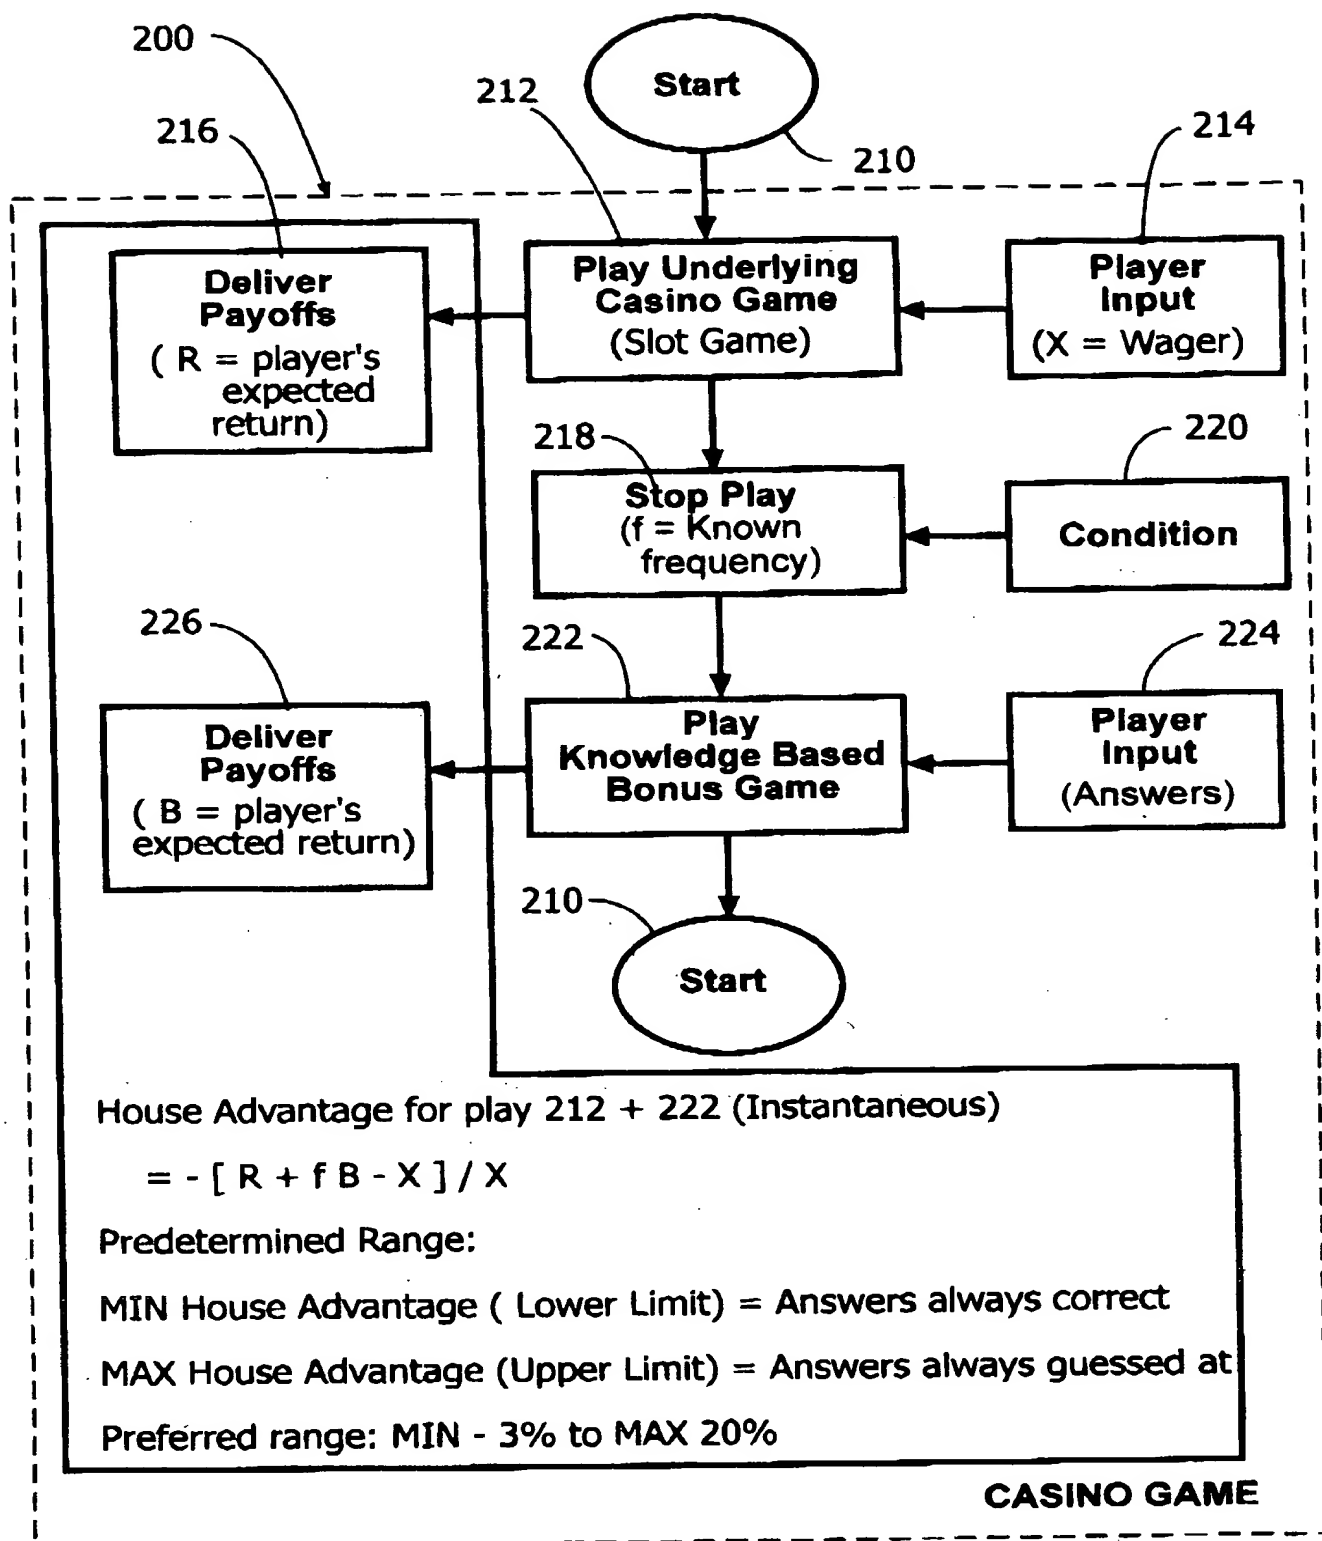 200
Start
212
216
214
210
Deliver
Payoffs
( R = player's
expected
return)
Play Underlying
Casino Game
(Slot Game)
Player
Input
(X = Wager)
218
220
Stop Play
(f = Known
frequency)
Condition
226
222
224
Deliver
Payoffs
( B = player's
expected return)
Play
Knowledge Based
Bonus Game
Player
Input
(Answers)
210
Start
House Advantage for play 212 + 222 (Instantaneous)
= - [ R + f B - X ] / X
Predetermined Range:
MIN House Advantage ( Lower Limit) = Answers always correct
MAX House Advantage (Upper Limit) = Answers always guessed at
Preferred range: MIN - 3% to MAX 20%
CASINO GAME